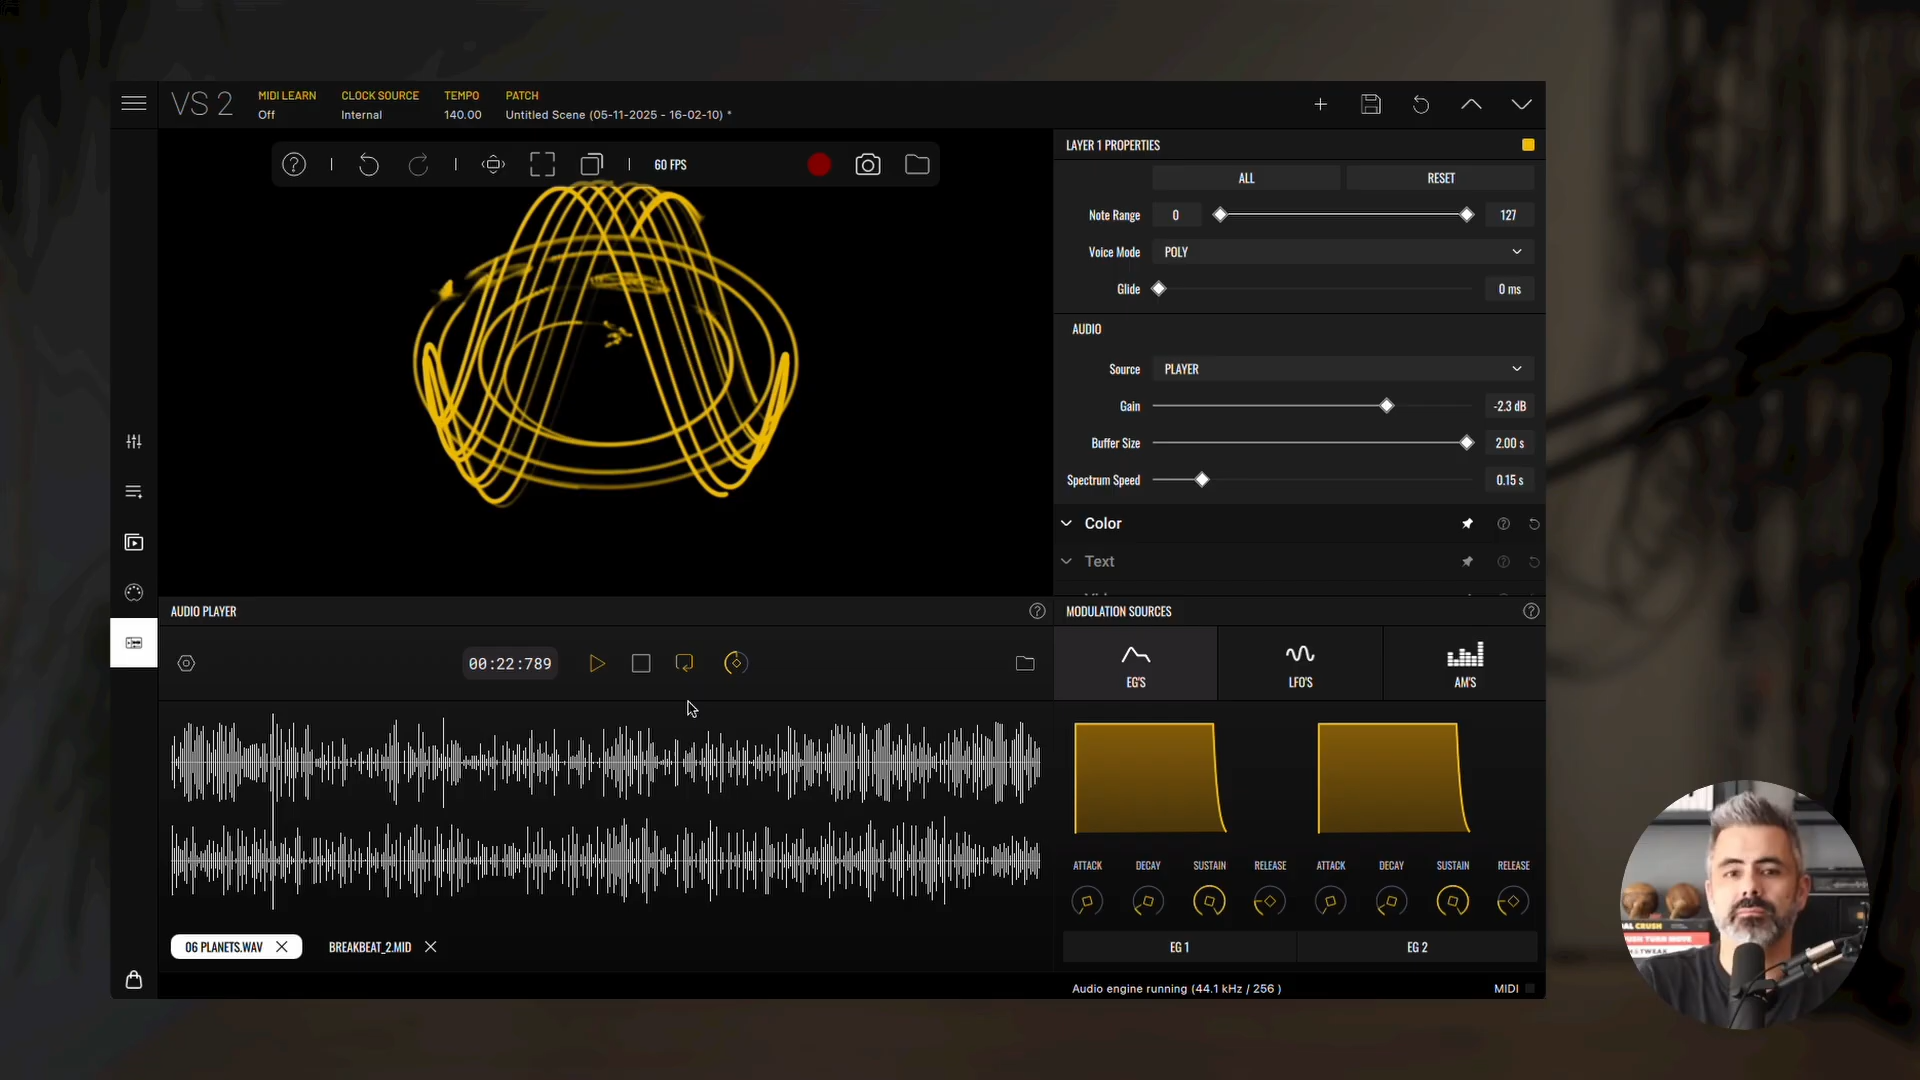 VS 2
MIDI LEARN
Off
CLOCK SOURCE
Internal
TEMPO
140.00
PATCH
Untitled Scene (05-11-2025 - 16-02-10) *
60 FPS
LAYER 1 PROPERTIES
ALL
RESET
Note Range
0
127
Voice Mode
POLY
Glide
0 ms
AUDIO
Source
PLAYER
Gain
-2.3 dB
Buffer Size
2.00 s
Spectrum Speed
0.15 s
Color
Text
AUDIO PLAYER
00:22:789
06 PLANETS.WAV
BREAKBEAT_2.MID
MODULATION SOURCES
EG'S
LFO'S
AM'S
ATTACK
DECAY
SUSTAIN
RELEASE
ATTACK
DECAY
SUSTAIN
RELEASE
EG 1
EG 2
Audio engine running (44.1 kHz / 256 )
MIDI